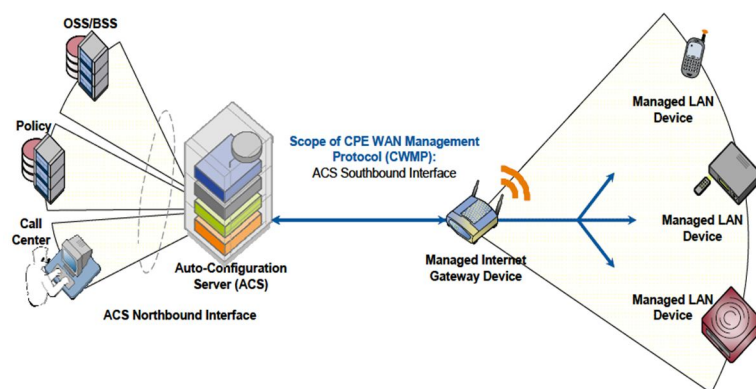 OSS/BSS
Policy
Call
Center
Auto-Configuration
Server (ACS)
ACS Northbound Interface
Scope of CPE WAN Management
Protocol (CWMP):
ACS Southbound Interface
Managed Internet
Gateway Device
Managed LAN
Device
Managed LAN
Device
Managed LAN
Device